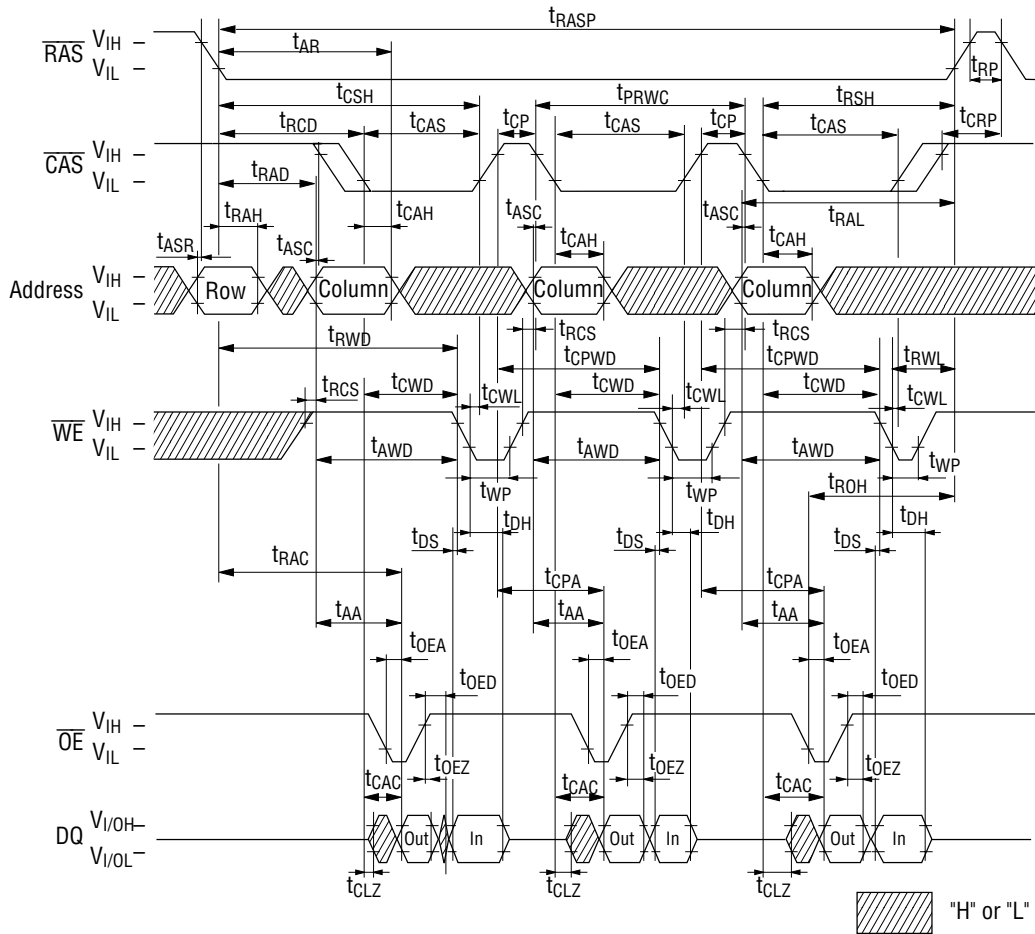 tRASP
RAS VIH
tAR
VIL
tRP
tCSH
tPRWC
tRSH
tRCD tCAS tCP tCAS tCP tCAS tCRP
CAS VIH
VIL
tRAD
tRAH tCAH tASC tASC tRAL
tASR tASC tCAH tCAH
Address VIH
VIL
Row Column Column Column
tRWD tRCS tRCS
tCPWD tCPWD tRWL
tRCS tCWD tCWL tCWD tCWL tCWD tCWL
WE VIH
VIL
tAWD tAWD tAWD
tWP tWP tWP
tROH
tDH tDH tDH
tDS tDS tDS
tRAC
tCPA tCPA
tAA tAA tAA
tOEA tOEA tOEA
tOED tOED tOED
OE VIH
VIL
tOEZ tOEZ tOEZ
tCAC tCAC tCAC
DQ VI/OH
VI/OL
Out In Out In Out In
tCLZ tCLZ tCLZ
"H" or "L"